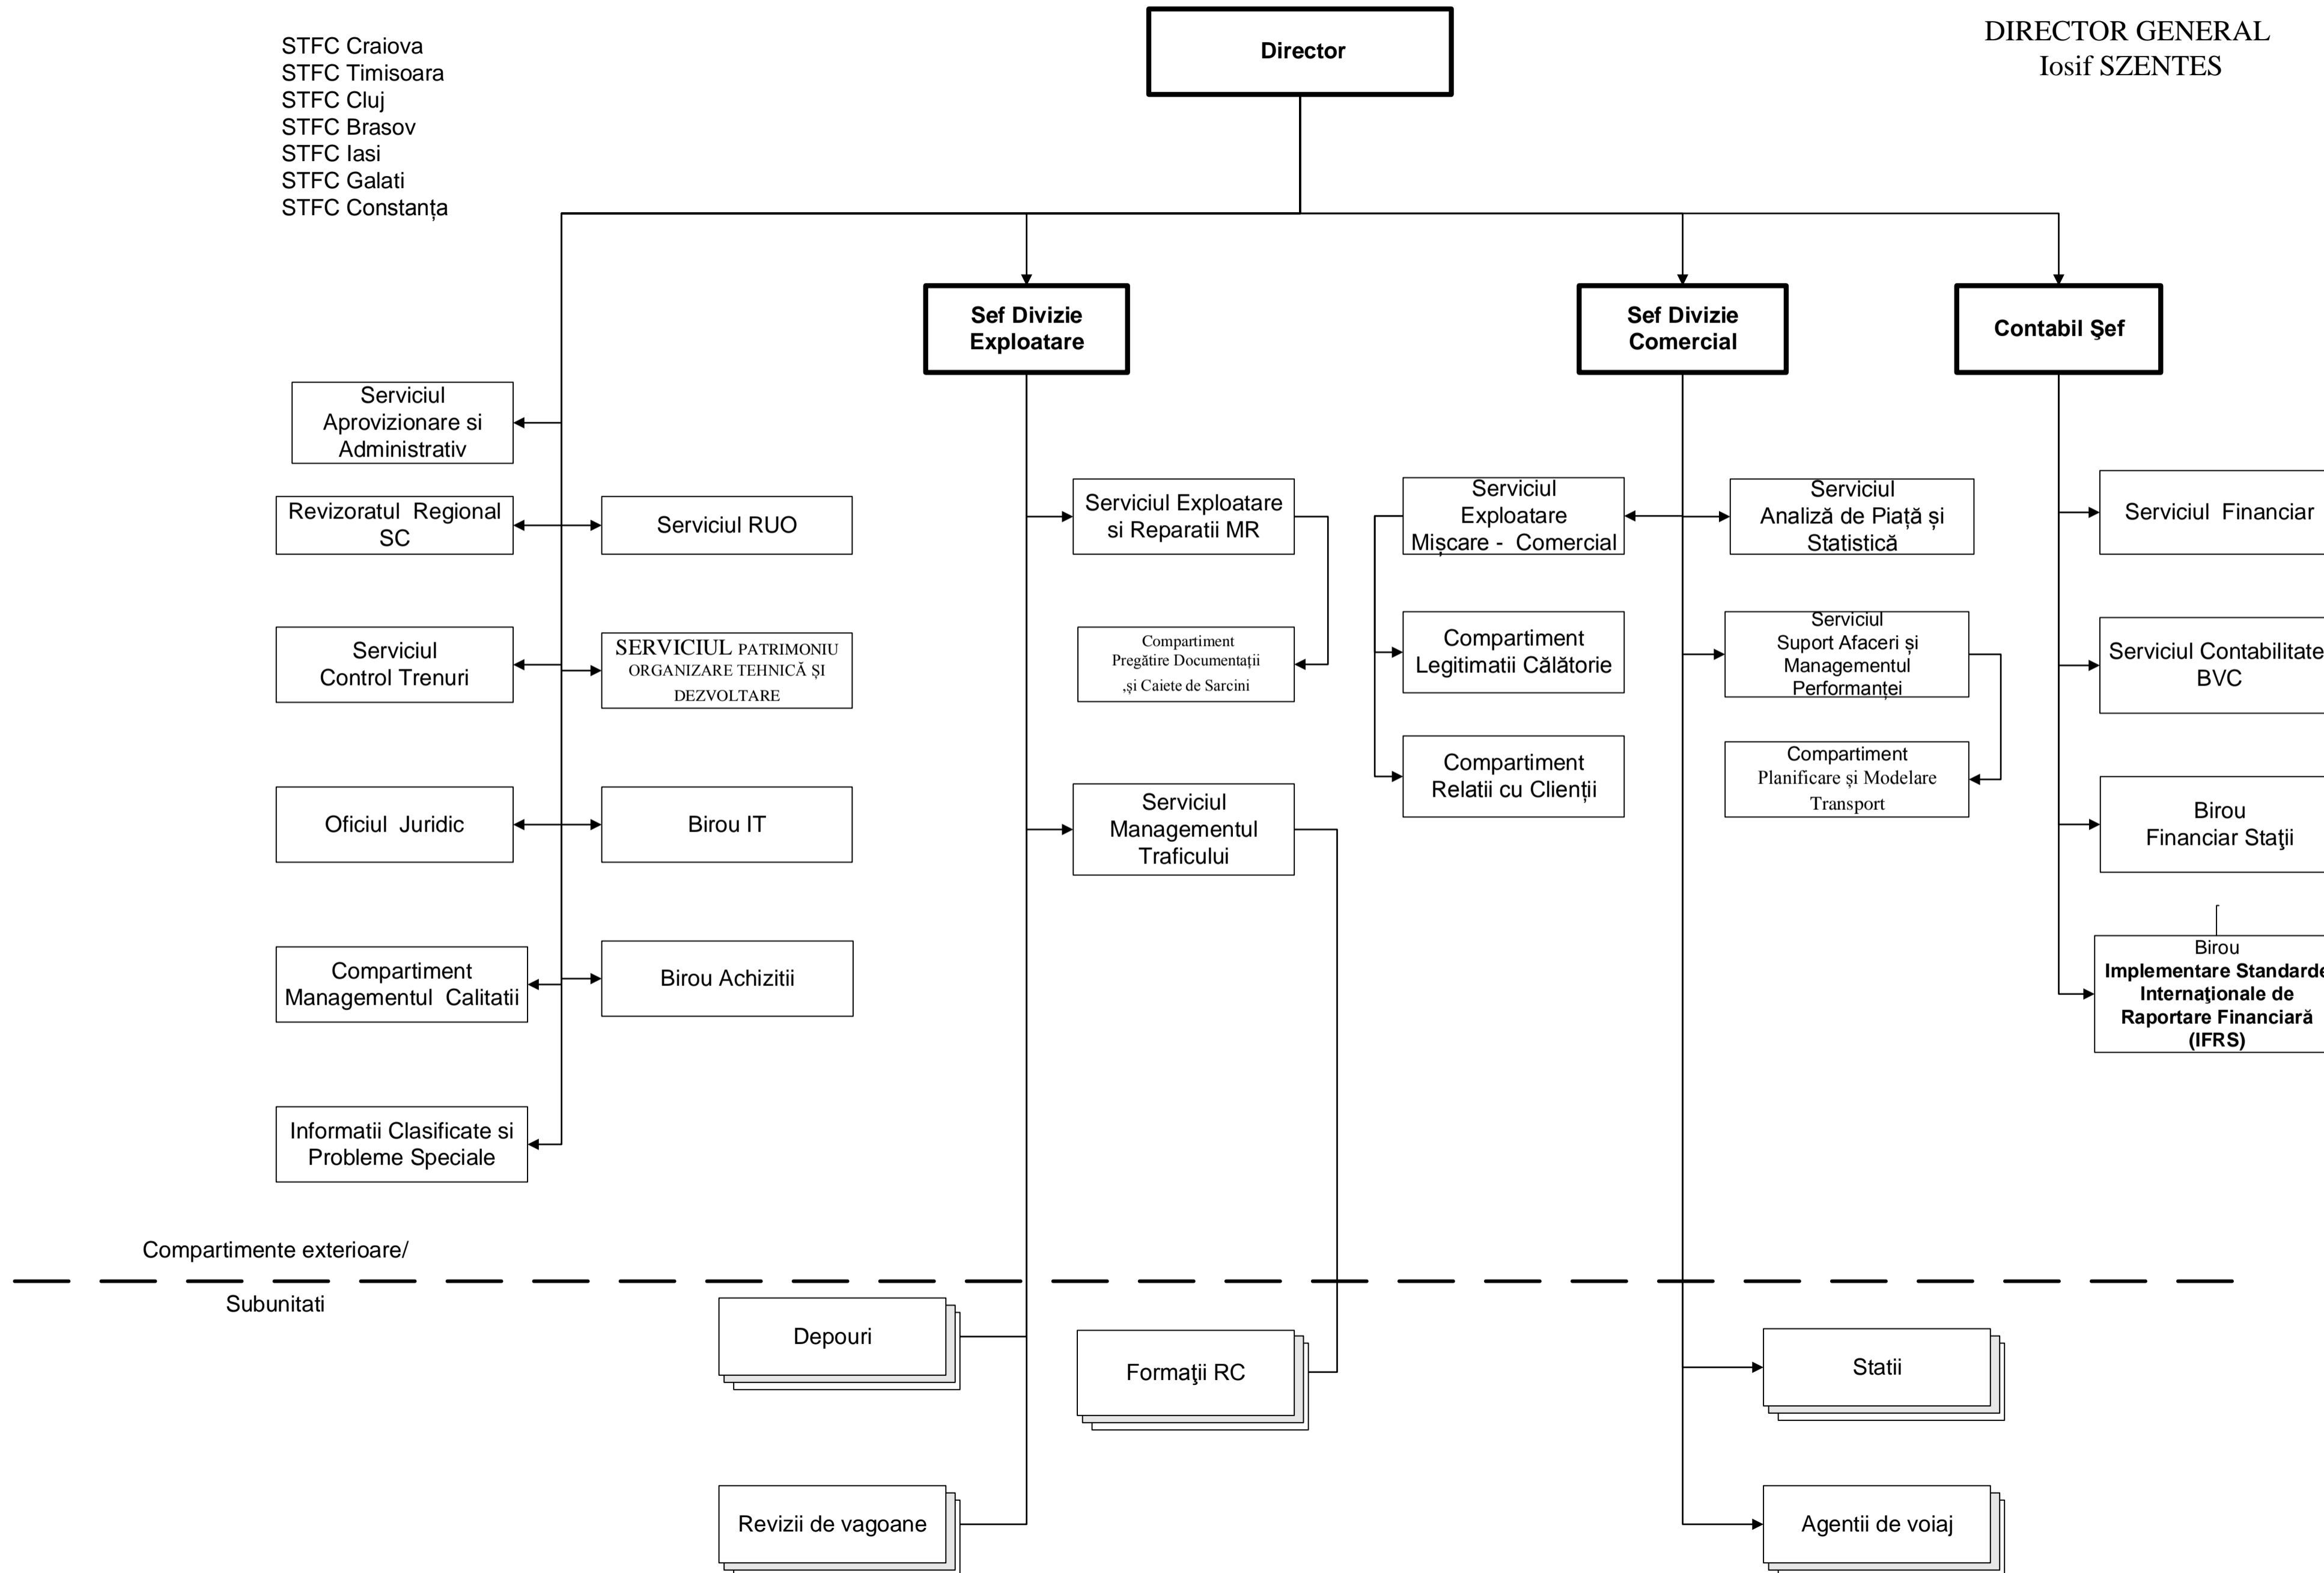 STFC Craiova
STFC Timisoara
STFC Cluj
STFC Brasov
STFC Iasi
STFC Galati
STFC Constanța
Director
DIRECTOR GENERAL
Iosif SZENTES
Sef Divizie
Exploatare
Sef Divizie
Comercial
Contabil Şef
Serviciul
Aprovizionare si
Administrativ
Revizoratul Regional
SC
Serviciul RUO
Serviciul
Control Trenuri
SERVICIUL PATRIMONIU
ORGANIZARE TEHNICĂ ȘI
DEZVOLTARE
Oficiul Juridic
Birou IT
Compartiment
Managementul Calitatii
Birou Achizitii
Informatii Clasificate si
Probleme Speciale
Serviciul Exploatare
si Reparatii MR
Compartiment
Pregătire Documentații
,și Caiete de Sarcini
Serviciul
Managementul
Traficului
Serviciul
Exploatare
Mișcare - Comercial
Compartiment
Legitimatii Călătorie
Compartiment
Relatii cu Clienții
Serviciul
Analiză de Piață și
Statistică
Serviciul
Suport Afaceri și
Managementul
Performanței
Compartiment
Planificare și Modelare
Transport
Serviciul Financiar
Serviciul Contabilitate
BVC
Birou
Financiar Staţii
Birou
Implementare Standarde
Internaţionale de
Raportare Financiară
(IFRS)
Compartimente exterioare/
Subunitati
Depouri
Formaţii RC
Statii
Revizii de vagoane
Agentii de voiaj